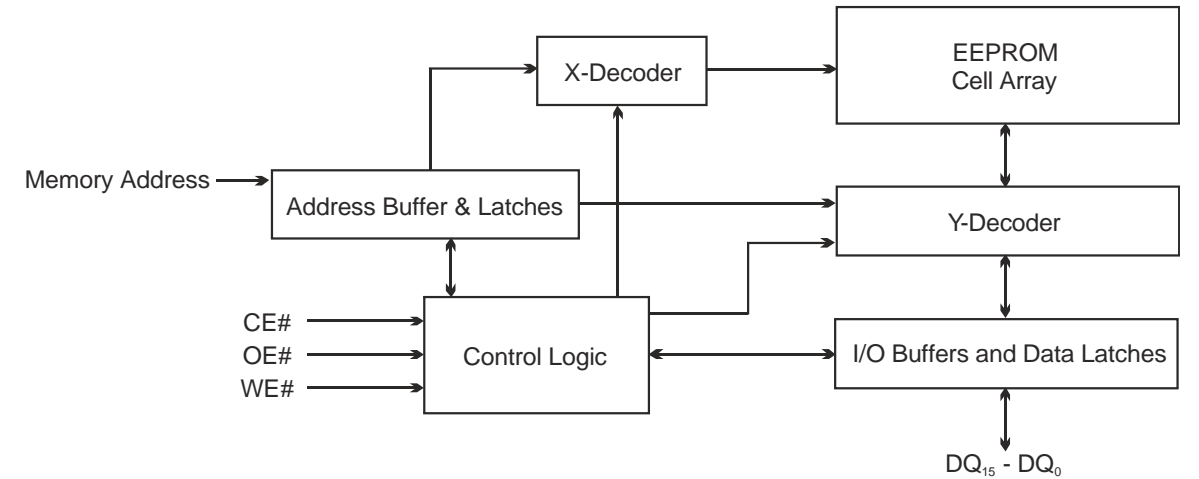 X-Decoder
EEPROM
Cell Array
Memory Address
Address Buffer & Latches
Y-Decoder
CE#
OE#
WE#
Control Logic
I/O Buffers and Data Latches
DQ₁₅ - DQ₀